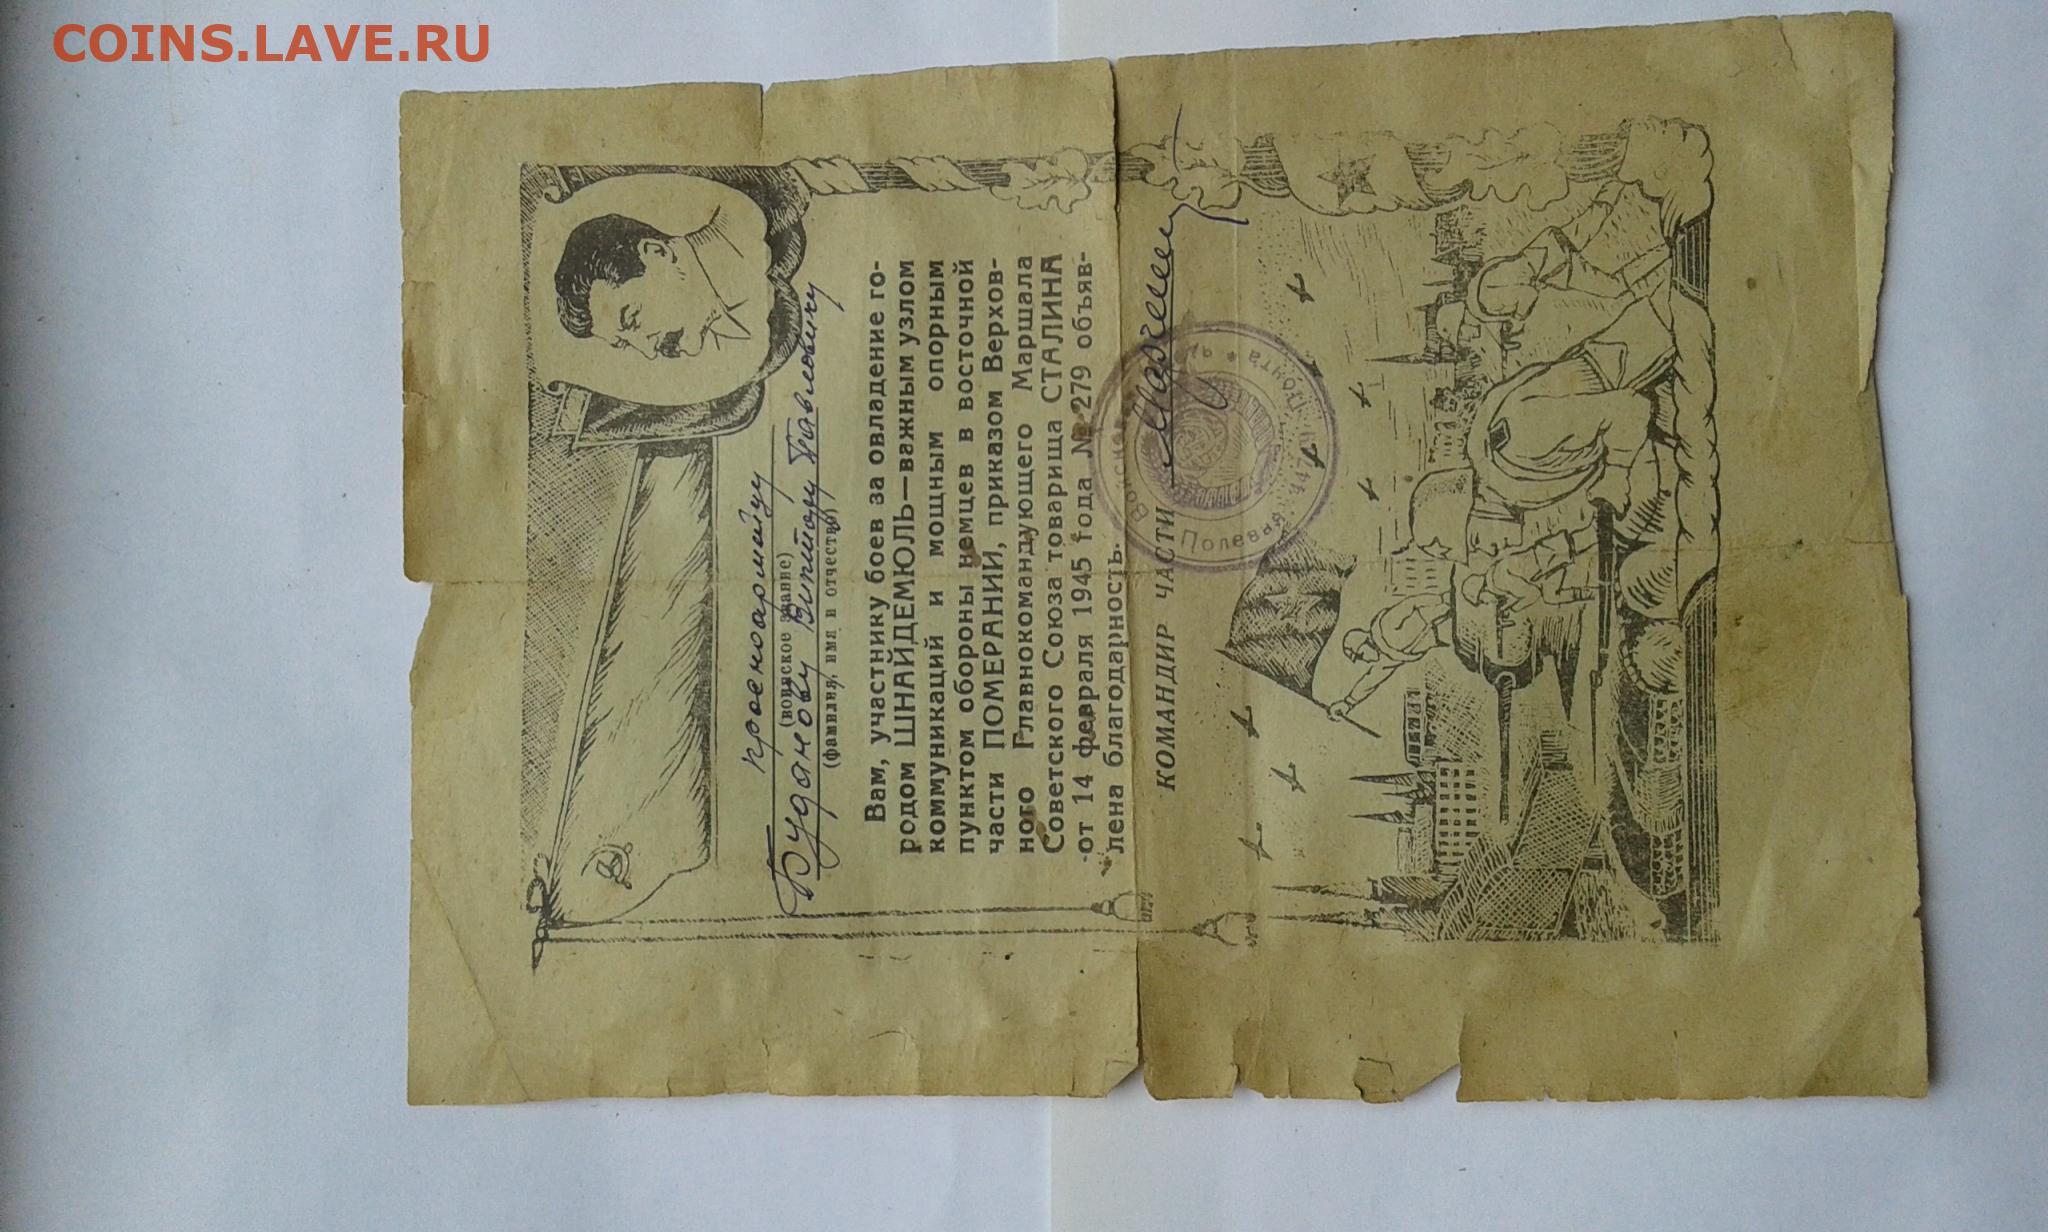 COINS.LAVE.RU
красноармейцу
(воинское звание)
Буданову Виктору Павловичу
(фамилия, имя и отчество)
Вам, участнику боев за овладение го-
родом ШНАЙДЕМЮЛЬ—важным узлом
коммуникаций и мощным опорным
пунктом обороны немцев в восточной
части ПОМЕРАНИИ, приказом Верхов-
ного Главнокомандующего Маршала
Советского Союза товарища СТАЛИНА
от 14 февраля 1945 года № 279 объяв-
лена благодарность.
КОМАНДИР ЧАСТИ
Полевая почта